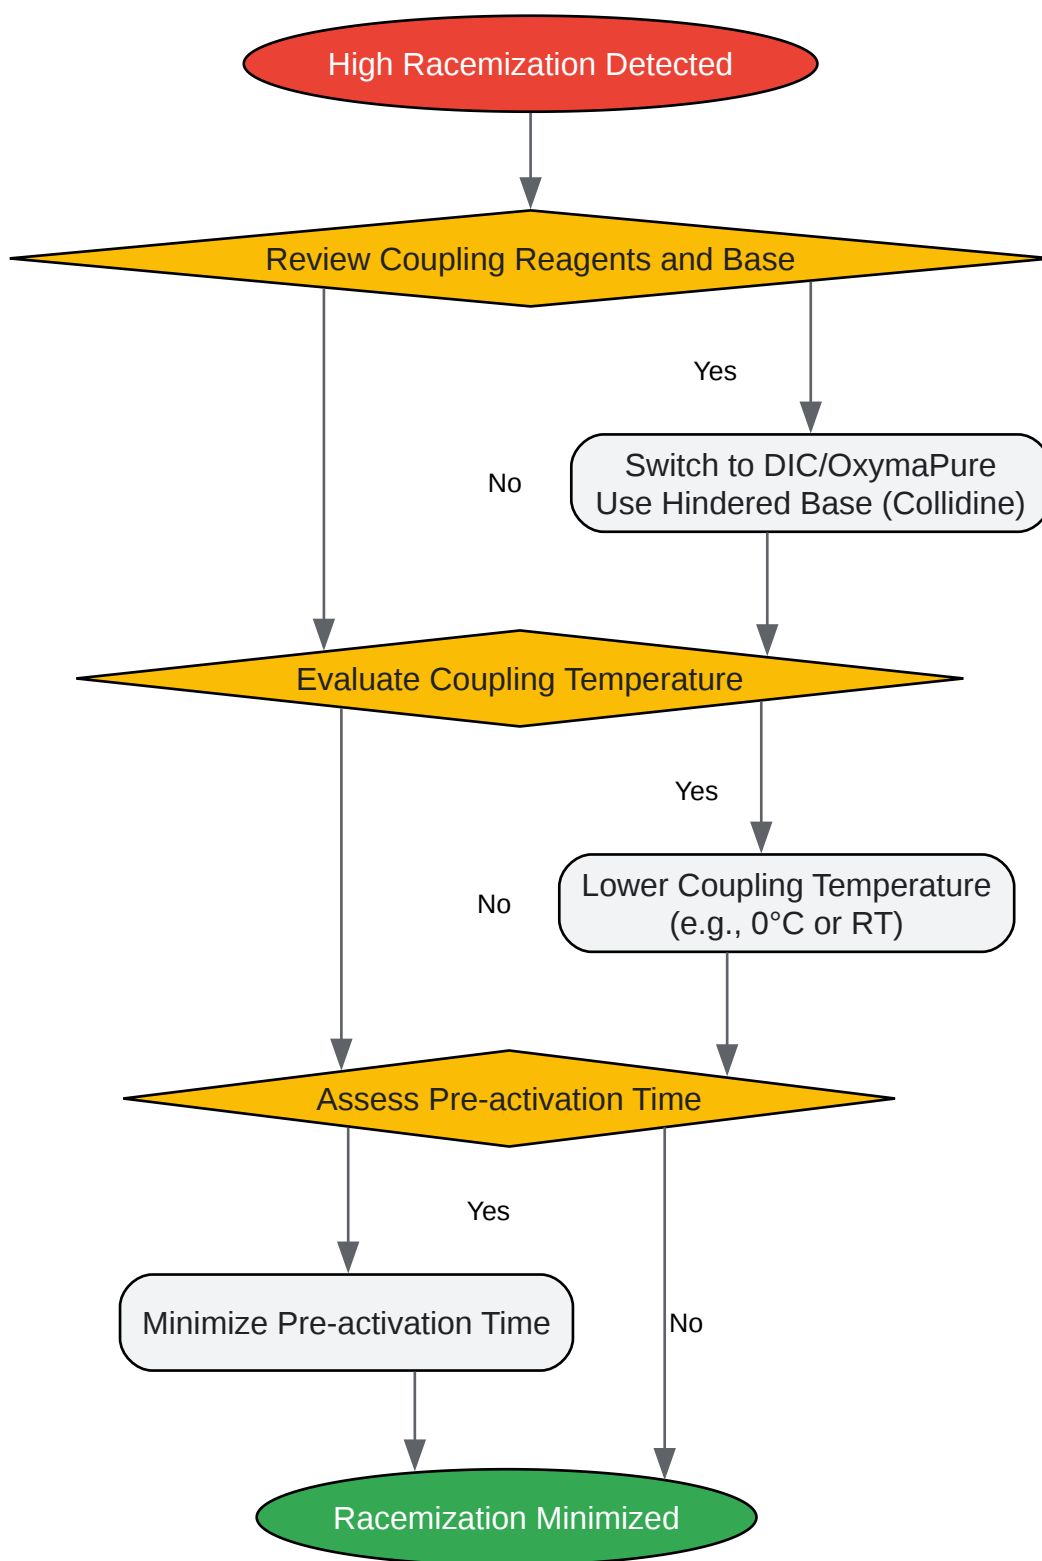 High Racemization Detected
Review Coupling Reagents and Base
Yes
Switch to DIC/OxymaPure
Use Hindered Base (Collidine)
No
Evaluate Coupling Temperature
Yes
Lower Coupling Temperature
(e.g., 0°C or RT)
No
Assess Pre-activation Time
Yes
Minimize Pre-activation Time
No
Racemization Minimized